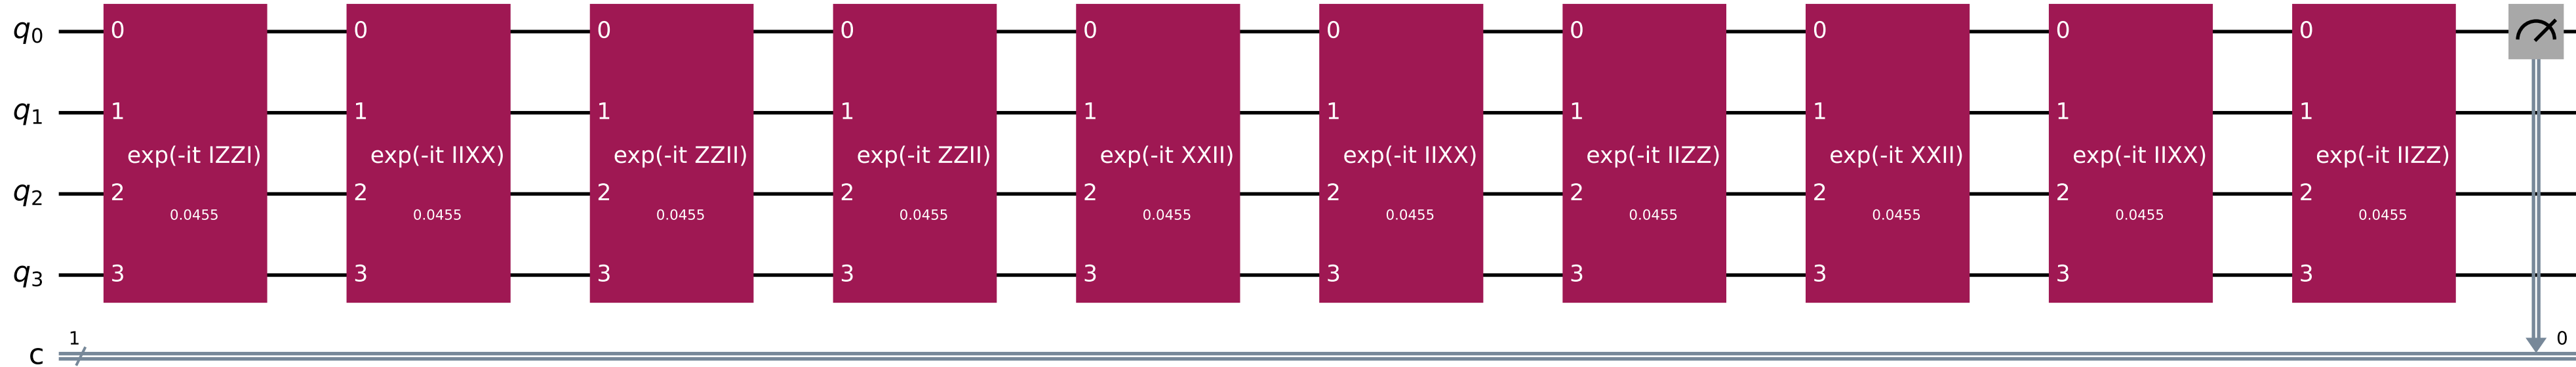 q0 0 0 0 0 0 0 0 0 0 0
q1 1 1 1 1 1 1 1 1 1 1
exp(-it IZZI) exp(-it IIXX) exp(-it ZZII) exp(-it ZZII) exp(-it XXII) exp(-it IIXX) exp(-it IIZZ) exp(-it XXII) exp(-it IIXX) exp(-it IIZZ)
q2 2 2 2 2 2 2 2 2 2 2
0.0455 0.0455 0.0455 0.0455 0.0455 0.0455 0.0455 0.0455 0.0455 0.0455
q3 3 3 3 3 3 3 3 3 3 3
1 0
c